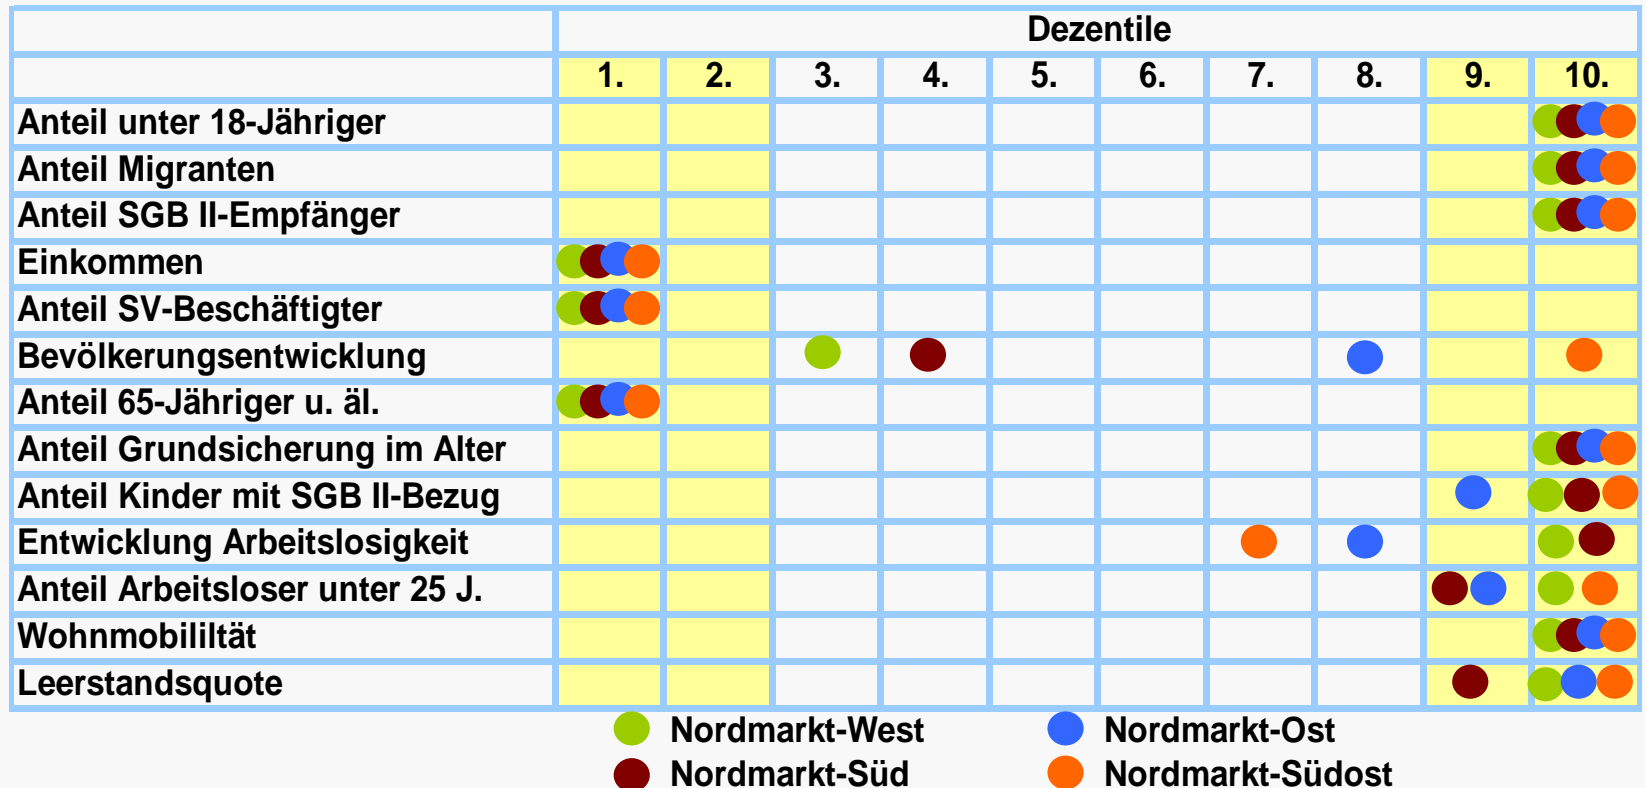 Dezentile
1. 2. 3. 4. 5. 6. 7. 8. 9. 10.
Anteil unter 18-Jähriger
Anteil Migranten
Anteil SGB II-Empfänger
Einkommen
Anteil SV-Beschäftigter
Bevölkerungsentwicklung
Anteil 65-Jähriger u. äl.
Anteil Grundsicherung im Alter
Anteil Kinder mit SGB II-Bezug
Entwicklung Arbeitslosigkeit
Anteil Arbeitsloser unter 25 J.
Wohnmobililtät
Leerstandsquote
Nordmarkt-West Nordmarkt-Ost
Nordmarkt-Süd Nordmarkt-Südost